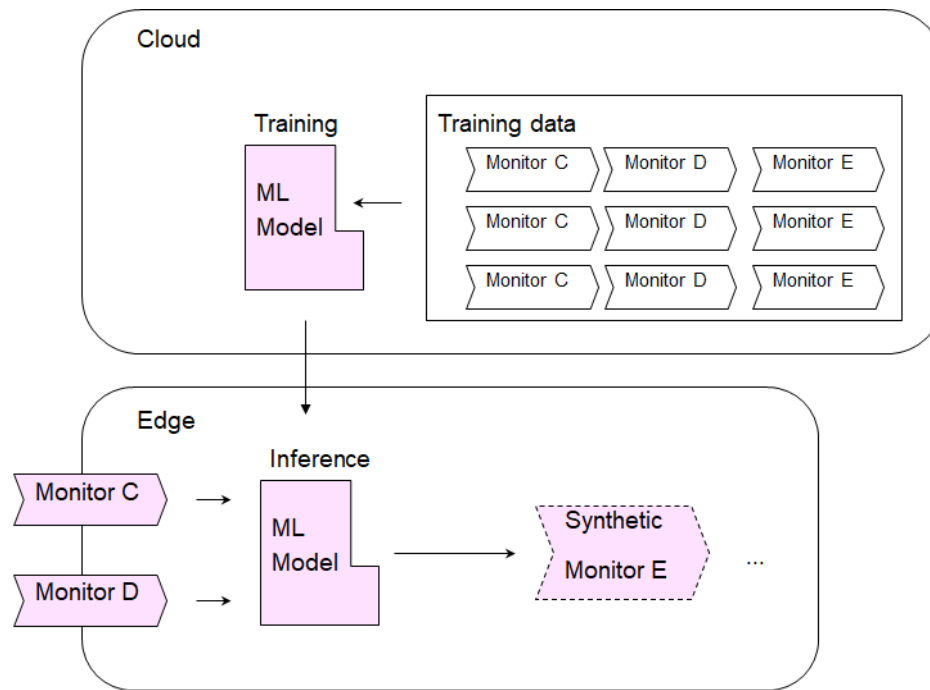 Cloud
Training
Training data
Monitor C Monitor D Monitor E
ML
Model
Monitor C Monitor D Monitor E
Monitor C Monitor D Monitor E
Edge
Inference
Monitor C
ML
Model
Synthetic
Monitor E
...
Monitor D